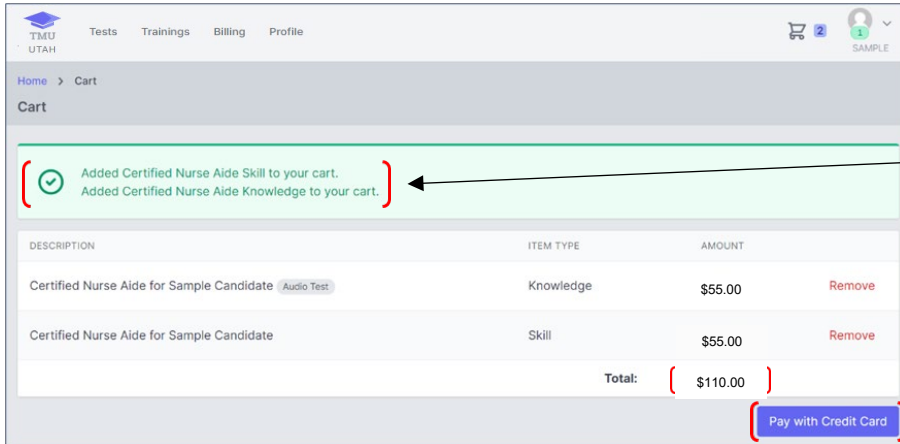 TMU
UTAH
Tests Trainings Billing Profile
2
1
SAMPLE
Home > Cart
Cart
Added Certified Nurse Aide Skill to your cart.
Added Certified Nurse Aide Knowledge to your cart.
DESCRIPTION ITEM TYPE AMOUNT
Certified Nurse Aide for Sample Candidate Audio Test Knowledge $55.00 Remove
Certified Nurse Aide for Sample Candidate Skill $55.00 Remove
Total: $110.00
Pay with Credit Card